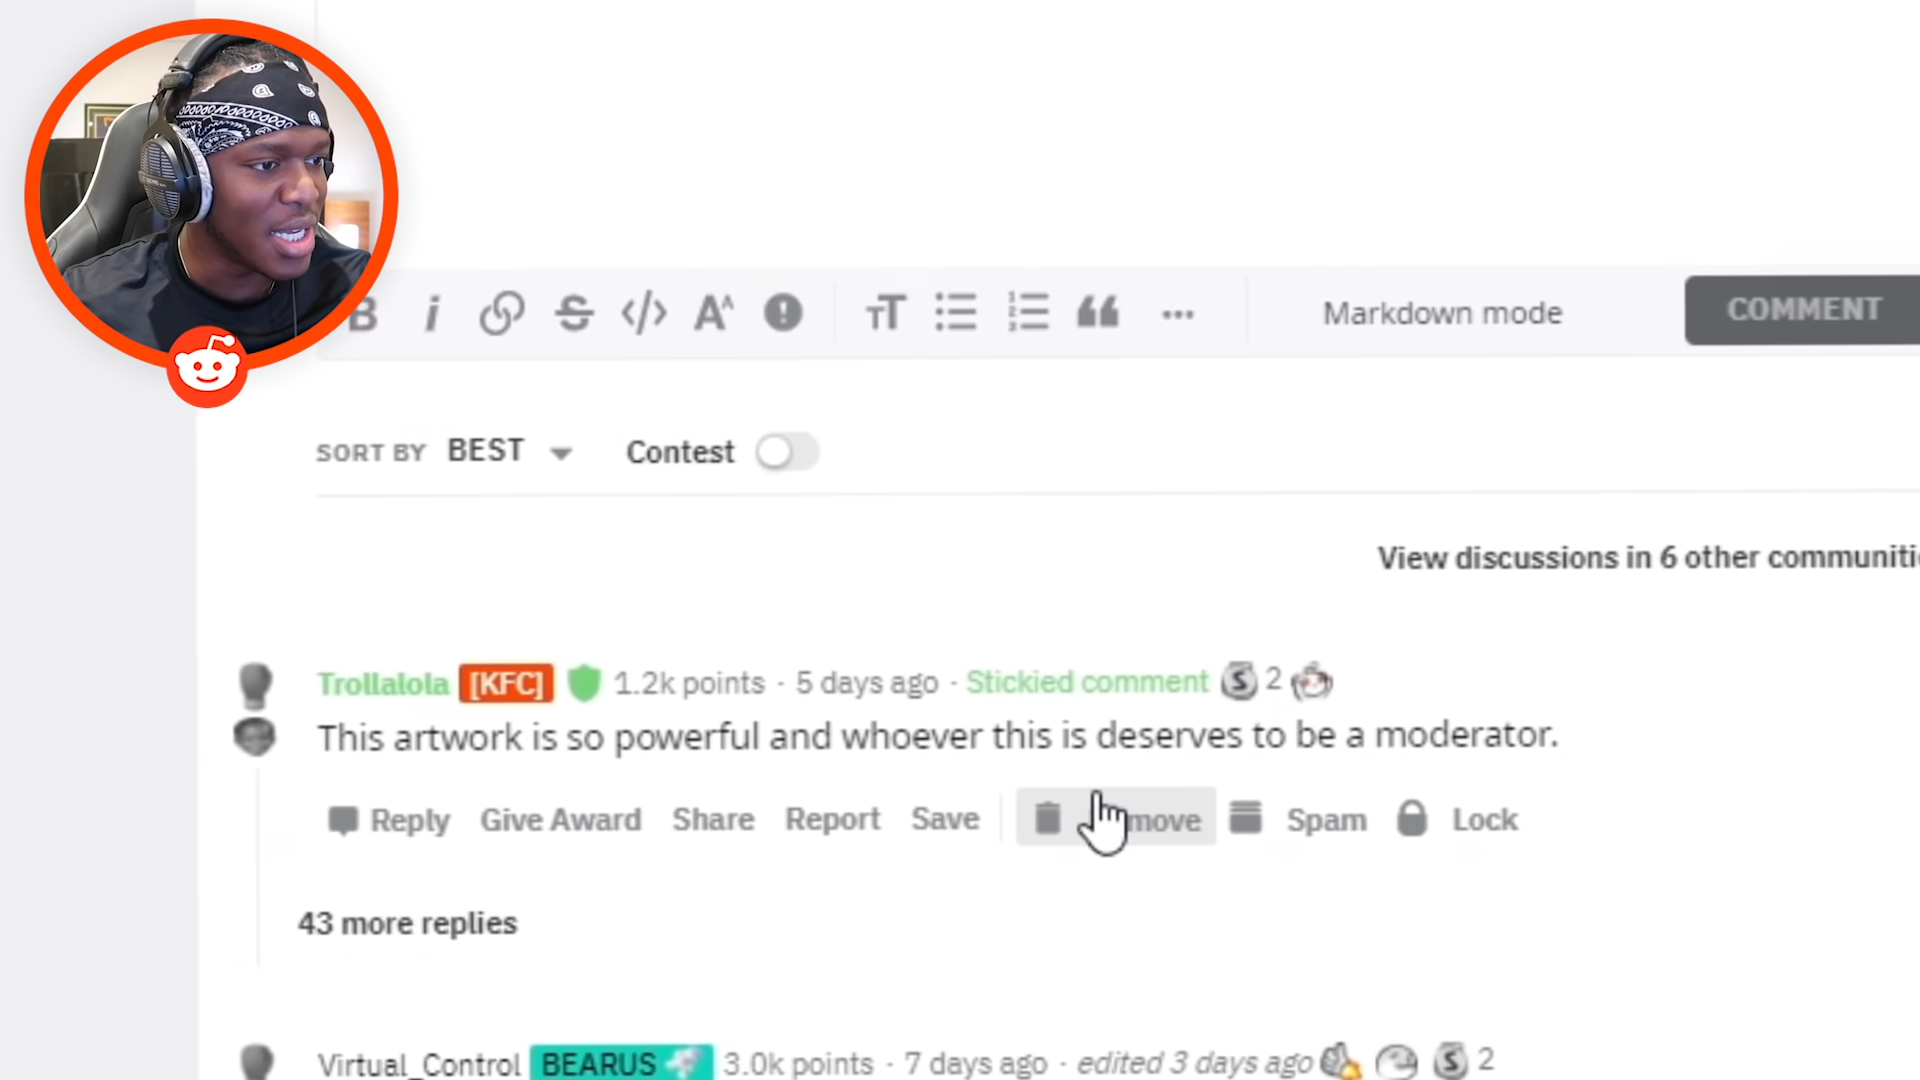 B i </> A^A ! TT ❝❝ ... Markdown mode COMMENT
SORT BY BEST Contest
View discussions in 6 other communiti
Trollalola [KFC] 1.2k points · 5 days ago · Stickied comment S 2
This artwork is so powerful and whoever this is deserves to be a moderator.
Reply Give Award Share Report Save move Spam Lock
43 more replies
Virtual_Control BEARUS 3.0k points · 7 days ago · edited 3 days ago S 2